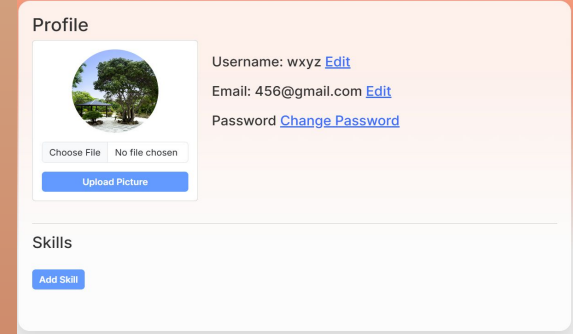 Profile
Username: wxyz Edit
Email: 456@gmail.com Edit
Password Change Password
Choose File No file chosen
Upload Picture
Skills
Add Skill